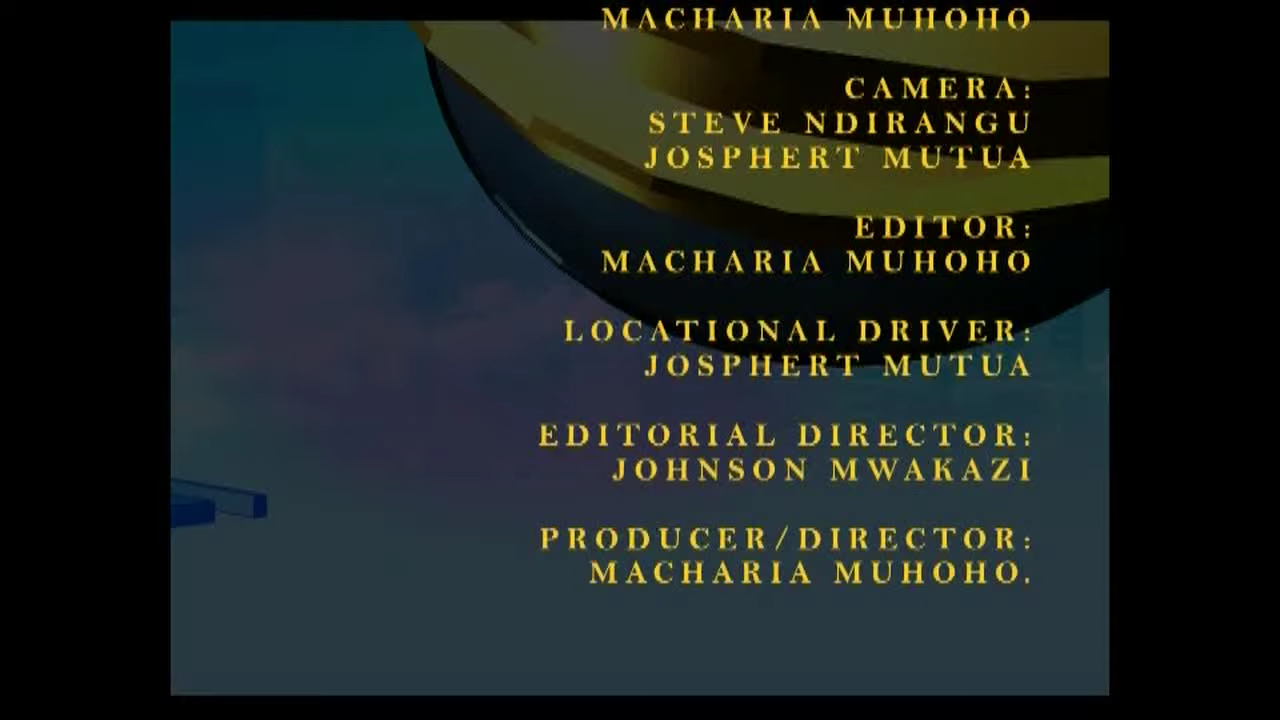 MACHARIA MUHOHO
CAMERA:
STEVE NDIRANGU
JOSPHERT MUTUA
EDITOR:
MACHARIA MUHOHO
LOCATIONAL DRIVER:
JOSPHERT MUTUA
EDITORIAL DIRECTOR:
JOHNSON MWAKAZI
PRODUCER/DIRECTOR:
MACHARIA MUHOHO.